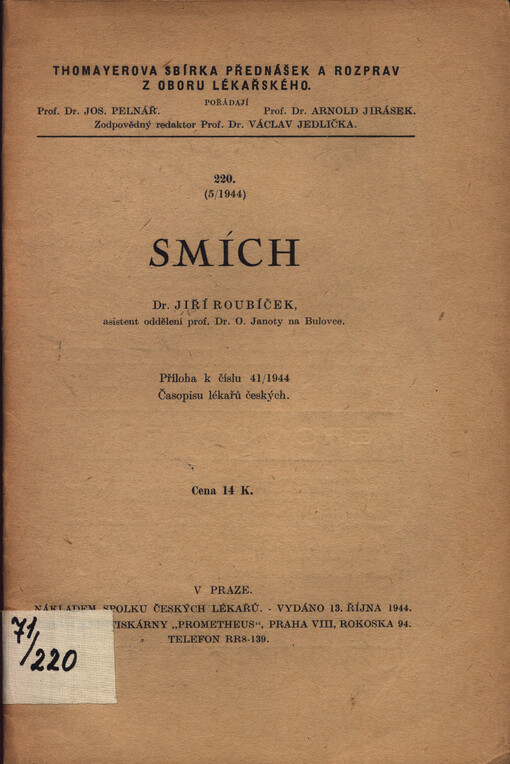 THOMAYEROVA SBÍRKA PŘEDNÁŠEK A ROZPRAV
Z OBORU LÉKAŘSKÉHO.
POŘÁDAJÍ
Prof. Dr. JOS. PELNÁŘ. Prof. Dr. ARNOLD JIRÁSEK.
Zodpovědný redaktor Prof. Dr. VÁCLAV JEDLIČKA.
220.
(5/1944)
SMÍCH
Dr. JIŘÍ ROUBÍČEK,
asistent oddělení prof. Dr. O. Janoty na Bulovce.
Příloha k číslu 41/1944
Časopisu lékařů českých.
Cena 14 K.
V PRAZE.
NÁKLADEM SPOLKU ČESKÝCH LÉKAŘŮ. - VYDÁNO 13. ŘÍJNA 1944.
TISKÁRNY „PROMETHEUS", PRAHA VIII, ROKOSKA 94.
TELEFON RR8-139.
71/220